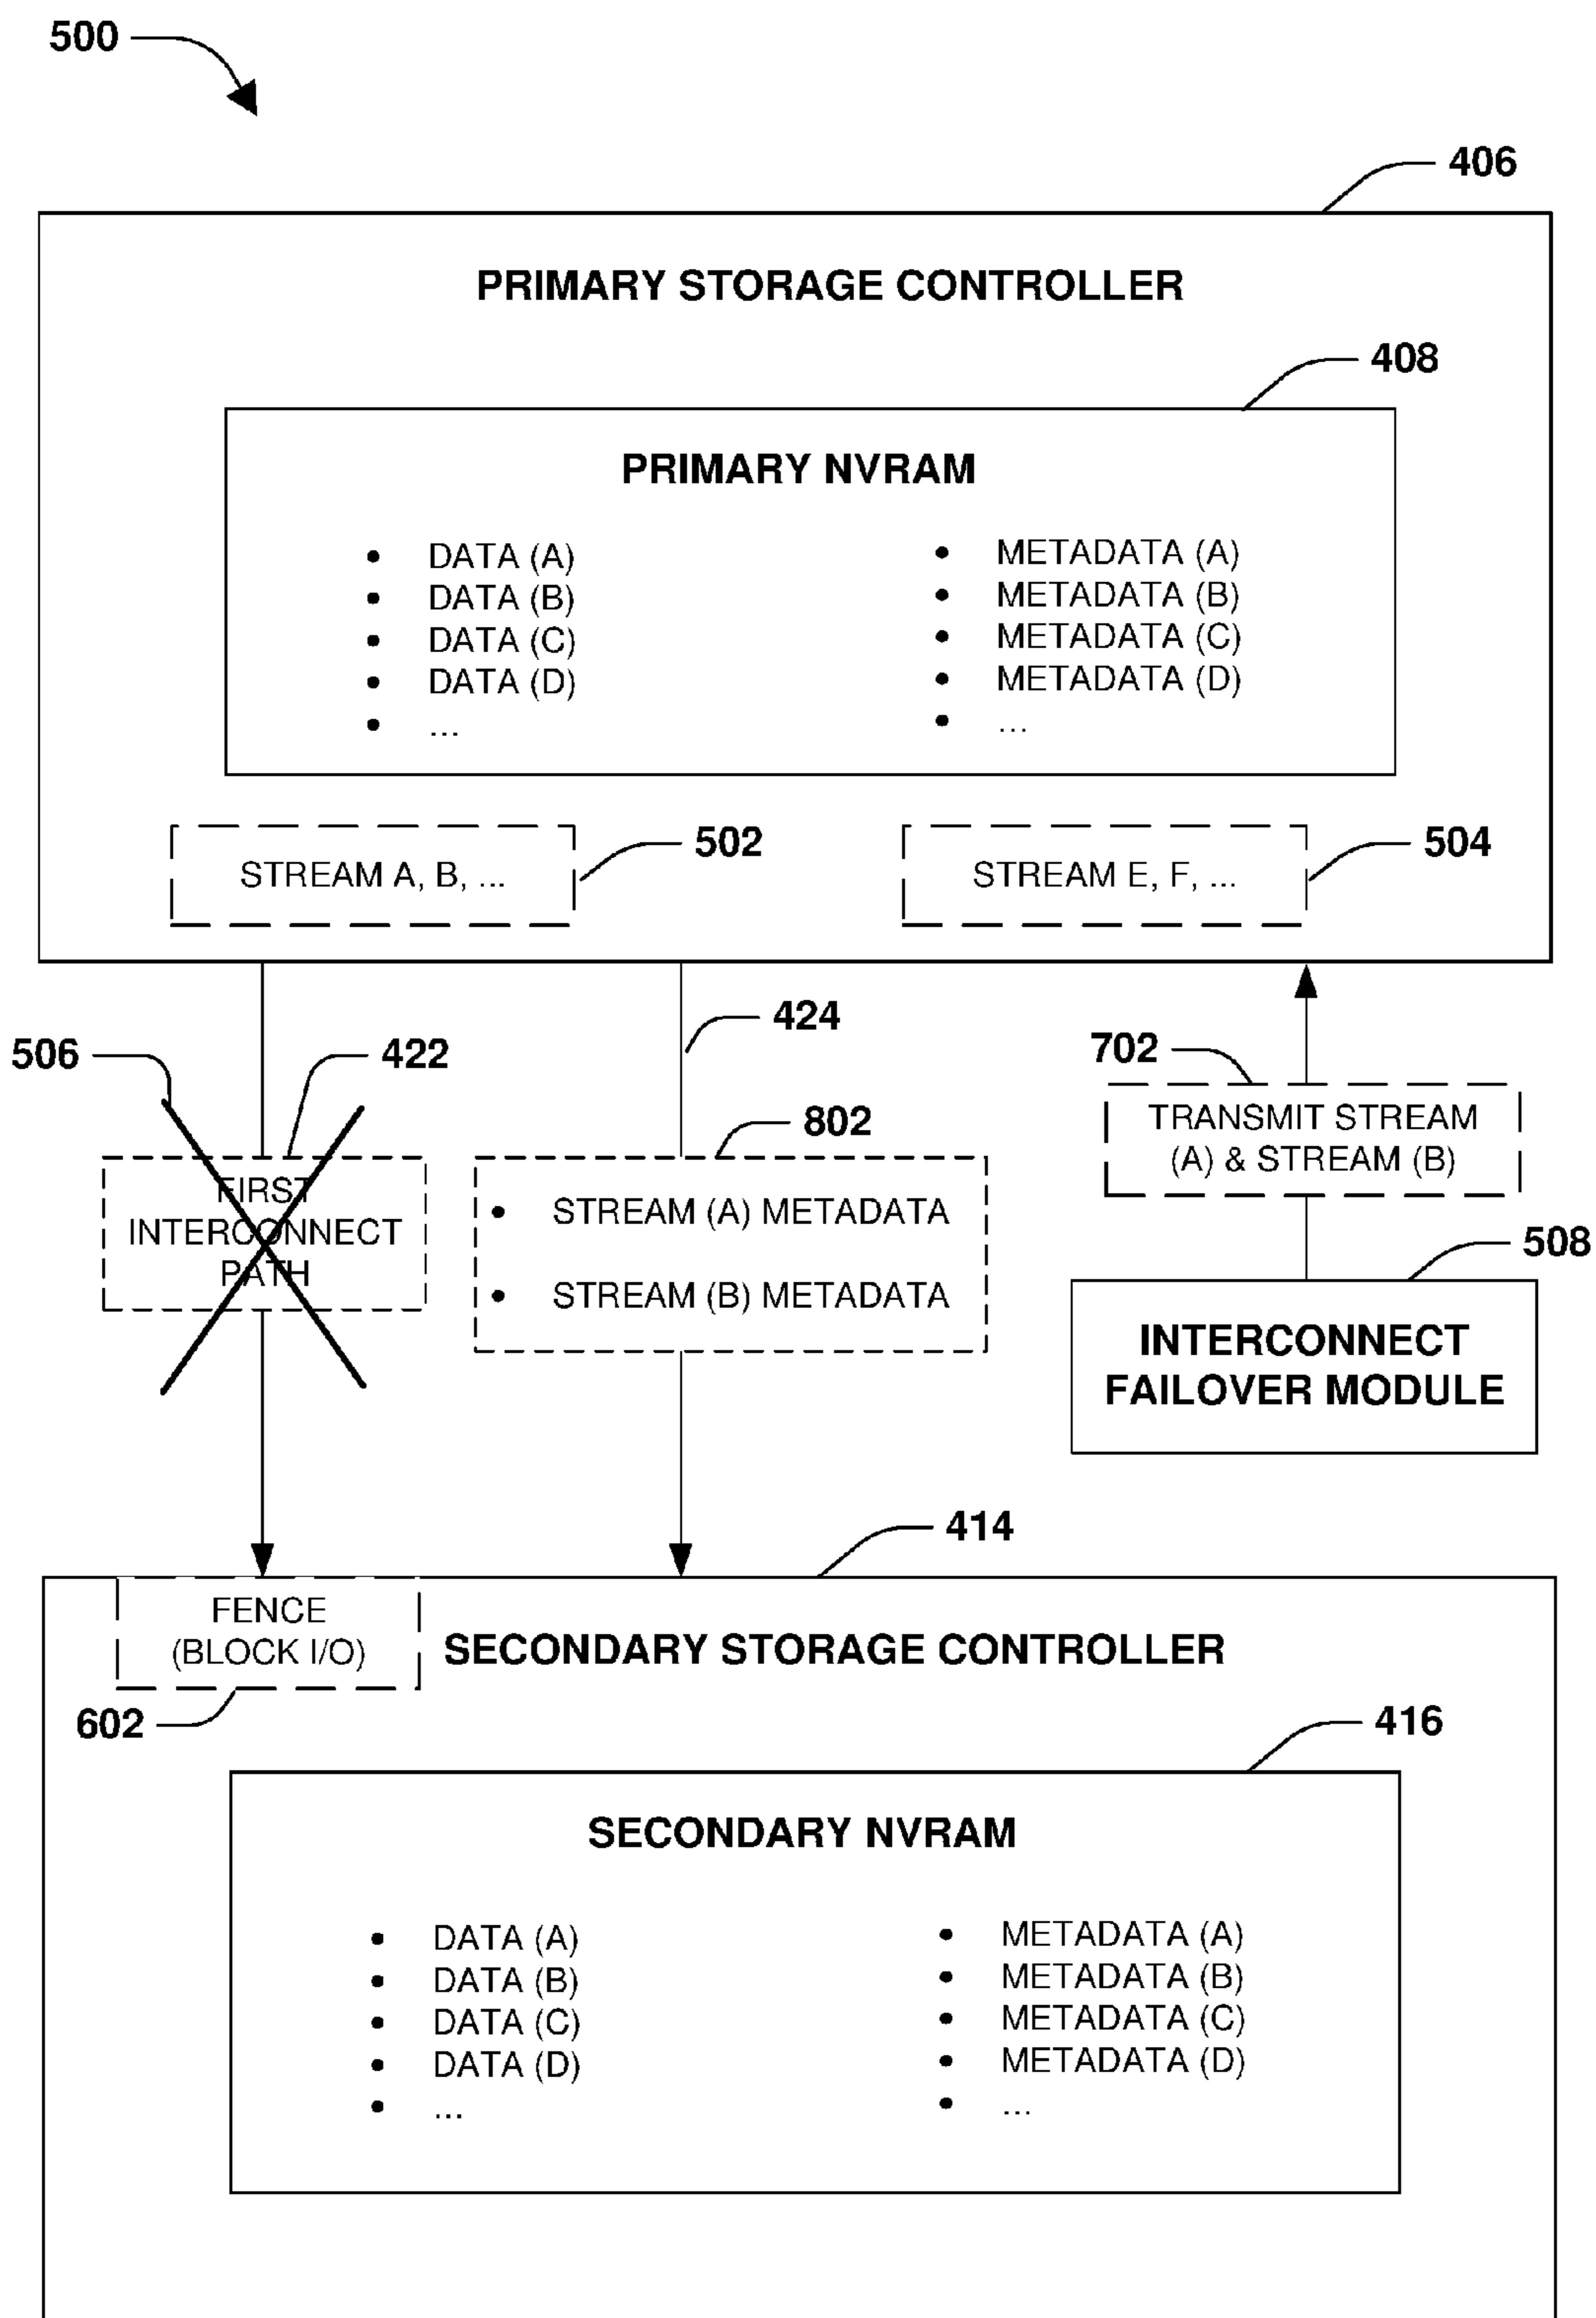 500
406
PRIMARY STORAGE CONTROLLER
408
PRIMARY NVRAM
• DATA (A)
• DATA (B)
• DATA (C)
• DATA (D)
• ...
• METADATA (A)
• METADATA (B)
• METADATA (C)
• METADATA (D)
• ...
STREAM A, B, ...
502
STREAM E, F, ...
504
506
422
424
702
FIRST
INTERCONNECT
PATH
802
• STREAM (A) METADATA
• STREAM (B) METADATA
TRANSMIT STREAM
(A) & STREAM (B)
508
INTERCONNECT
FAILOVER MODULE
414
FENCE
(BLOCK I/O)
602
SECONDARY STORAGE CONTROLLER
416
SECONDARY NVRAM
• DATA (A)
• DATA (B)
• DATA (C)
• DATA (D)
• ...
• METADATA (A)
• METADATA (B)
• METADATA (C)
• METADATA (D)
• ...